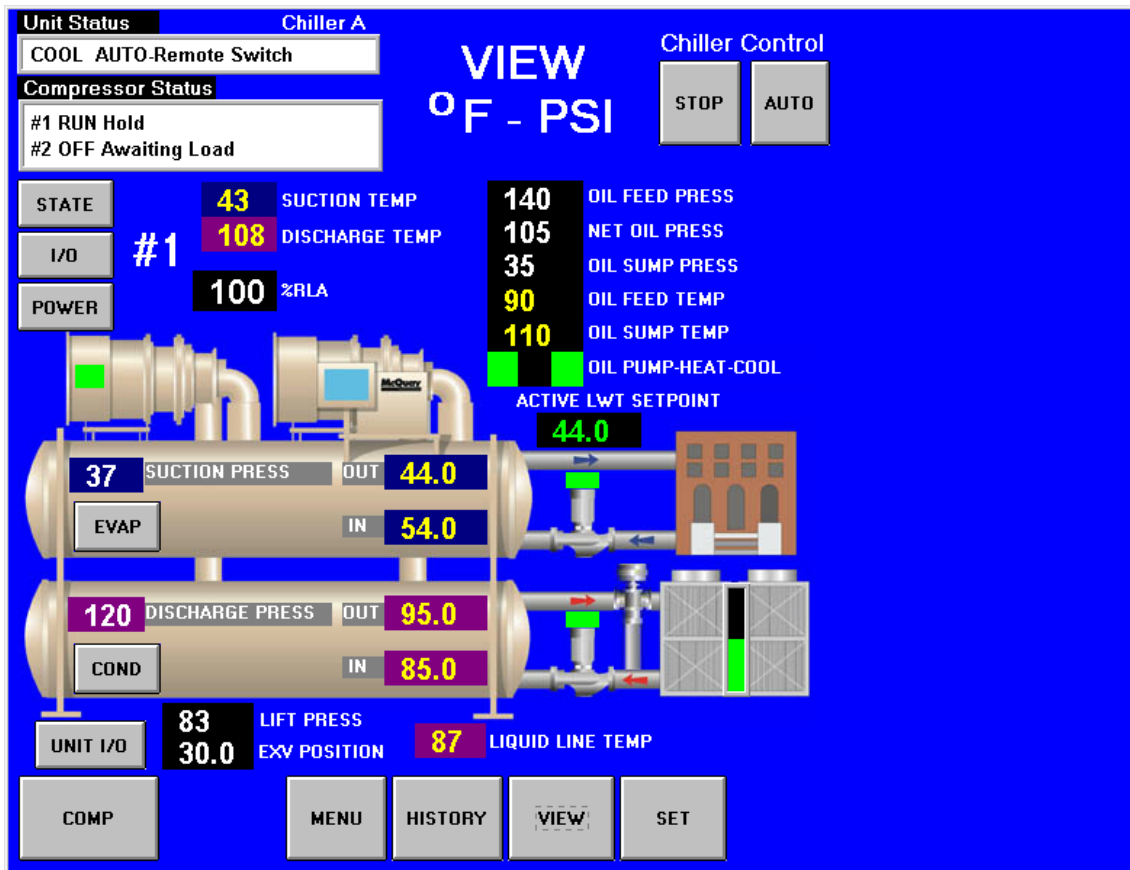 Unit Status Chiller A
COOL AUTO-Remote Switch
Compressor Status
#1 RUN Hold
#2 OFF Awaiting Load
VIEW
ºF - PSI
Chiller Control
STOP AUTO
STATE
I/O
POWER
#1
43 SUCTION TEMP
108 DISCHARGE TEMP
100 %RLA
140 OIL FEED PRESS
105 NET OIL PRESS
35 OIL SUMP PRESS
90 OIL FEED TEMP
110 OIL SUMP TEMP
OIL PUMP-HEAT-COOL
McQuay
ACTIVE LWT SETPOINT
44.0
37 SUCTION PRESS OUT 44.0
EVAP IN 54.0
120 DISCHARGE PRESS OUT 95.0
COND IN 85.0
UNIT I/O
83 LIFT PRESS
30.0 EXV POSITION
87 LIQUID LINE TEMP
COMP MENU HISTORY VIEW SET